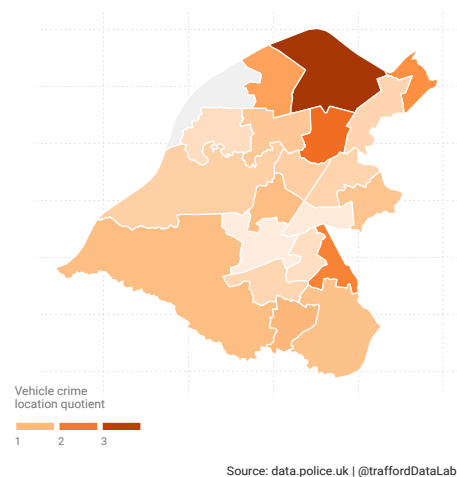 Vehicle crime
location quotient
1 2 3
Source: data.police.uk | @traffordDataLab